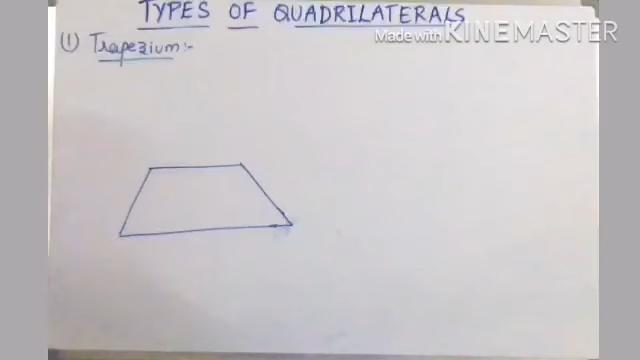 TYPES OF QUADRILATERALS
Made with KINEMASTER
(1) Trapezium:-